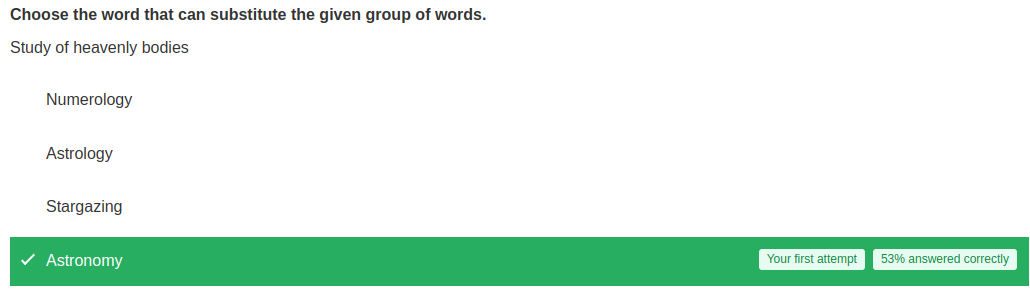 Choose the word that can substitute the given group of words.
Study of heavenly bodies
Numerology
Astrology
Stargazing
Astronomy Your first attempt 53% answered correctly